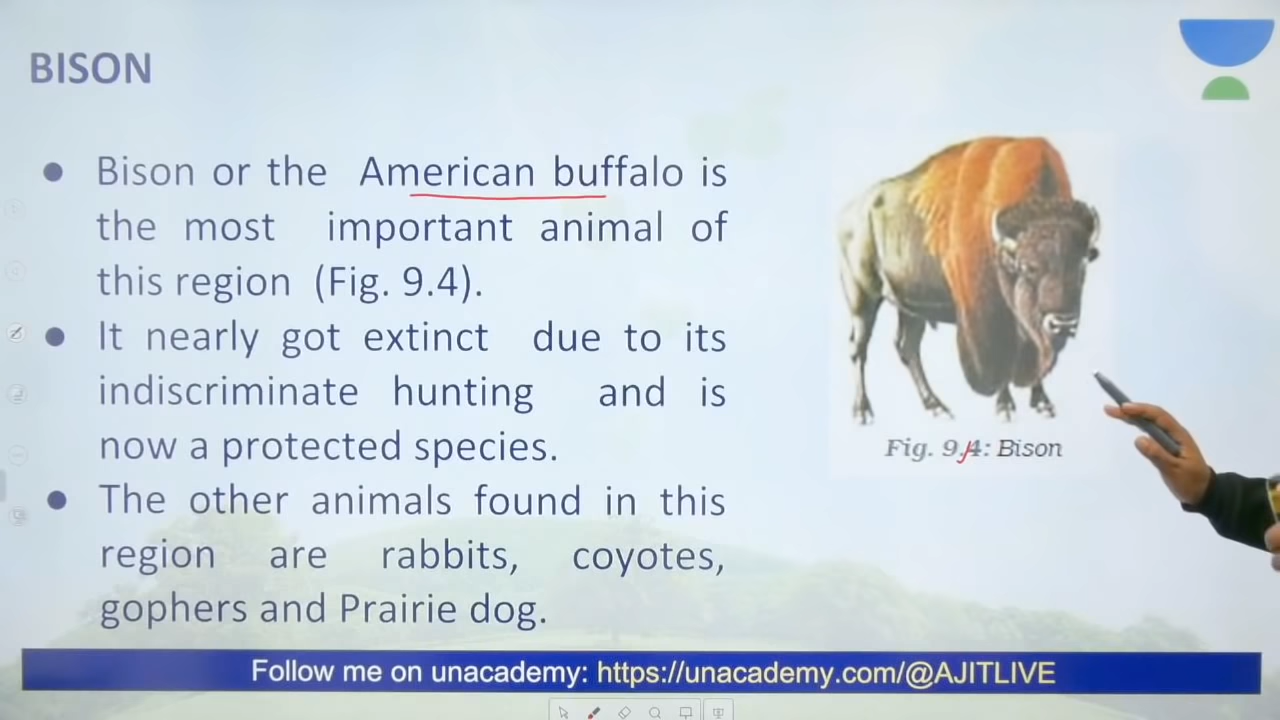 BISON
● Bison or the American buffalo is
the most important animal of
this region (Fig. 9.4).
● It nearly got extinct due to its
indiscriminate hunting and is
now a protected species.
● The other animals found in this
region are rabbits, coyotes,
gophers and Prairie dog.
Fig. 9.4: Bison
Follow me on unacademy: https://unacademy.com/@AJITLIVE